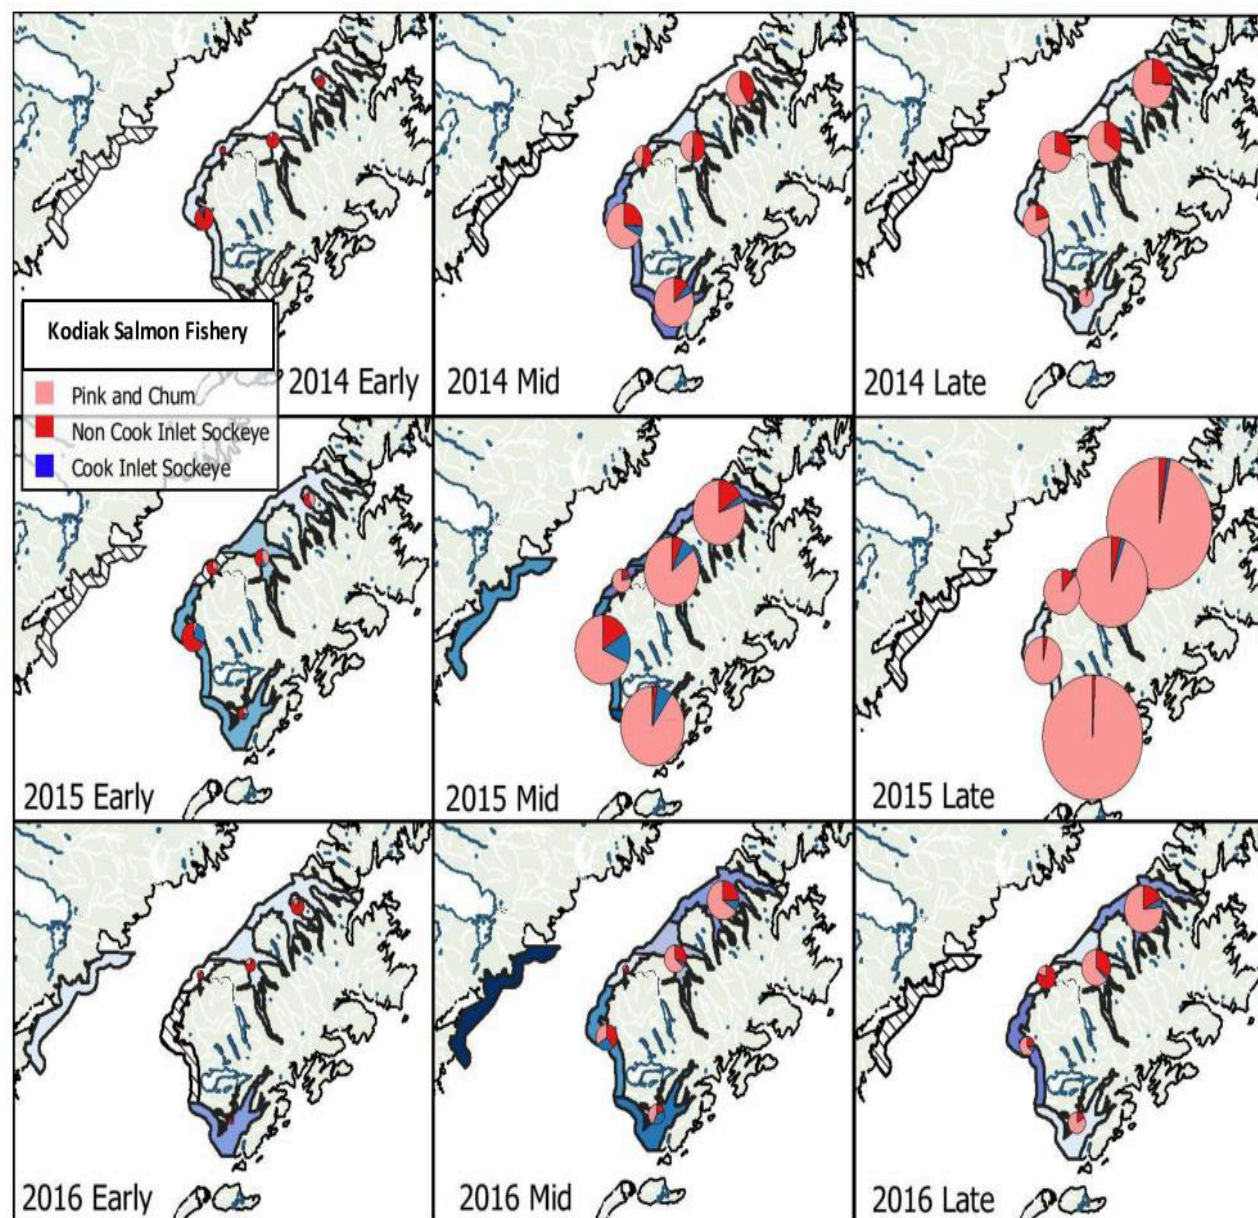 2014 Early
2014 Mid
2014 Late
Kodiak Salmon Fishery
Pink and Chum
Non Cook Inlet Sockeye
Cook Inlet Sockeye
2015 Early
2015 Mid
2015 Late
2016 Early
2016 Mid
2016 Late